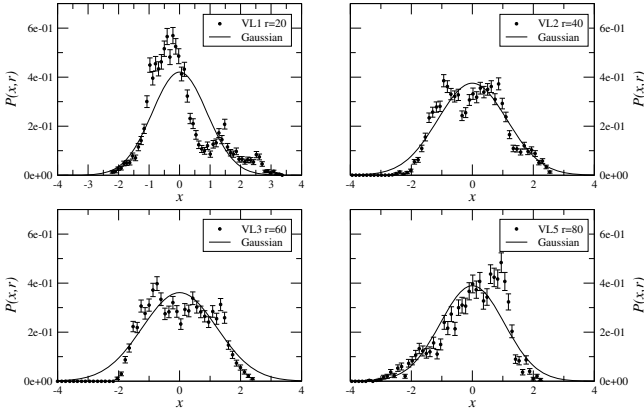 VL1 r=20
Gaussian
6e-01
4e-01
2e-01
0e+00
P(x,r)
-4 -3 -2 -1 0 1 2 3 4
x
VL2 r=40
Gaussian
6e-01
4e-01
2e-01
0e+00
P(x,r)
-4 -2 0 2 4
x
VL3 r=60
Gaussian
6e-01
4e-01
2e-01
0e+00
P(x,r)
-4 -2 0 2 4
x
VL5 r=80
Gaussian
6e-01
4e-01
2e-01
0e+00
P(x,r)
-4 -2 0 2 4
x